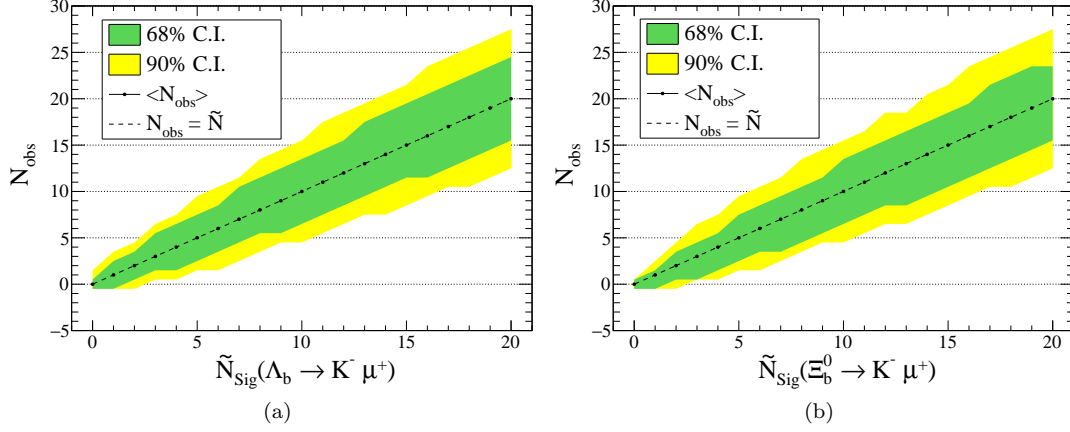 30
25
20
15
10
5
0
−5
N_obs
68% C.I.
90% C.I.
<N_obs>
N_obs = Ñ
0 5 10 15 20
Ñ_Sig(Λ_b → K⁻ μ⁺)
(a)
30
25
20
15
10
5
0
−5
N_obs
68% C.I.
90% C.I.
<N_obs>
N_obs = Ñ
0 5 10 15 20
Ñ_Sig(Ξ_b^0 → K⁻ μ⁺)
(b)